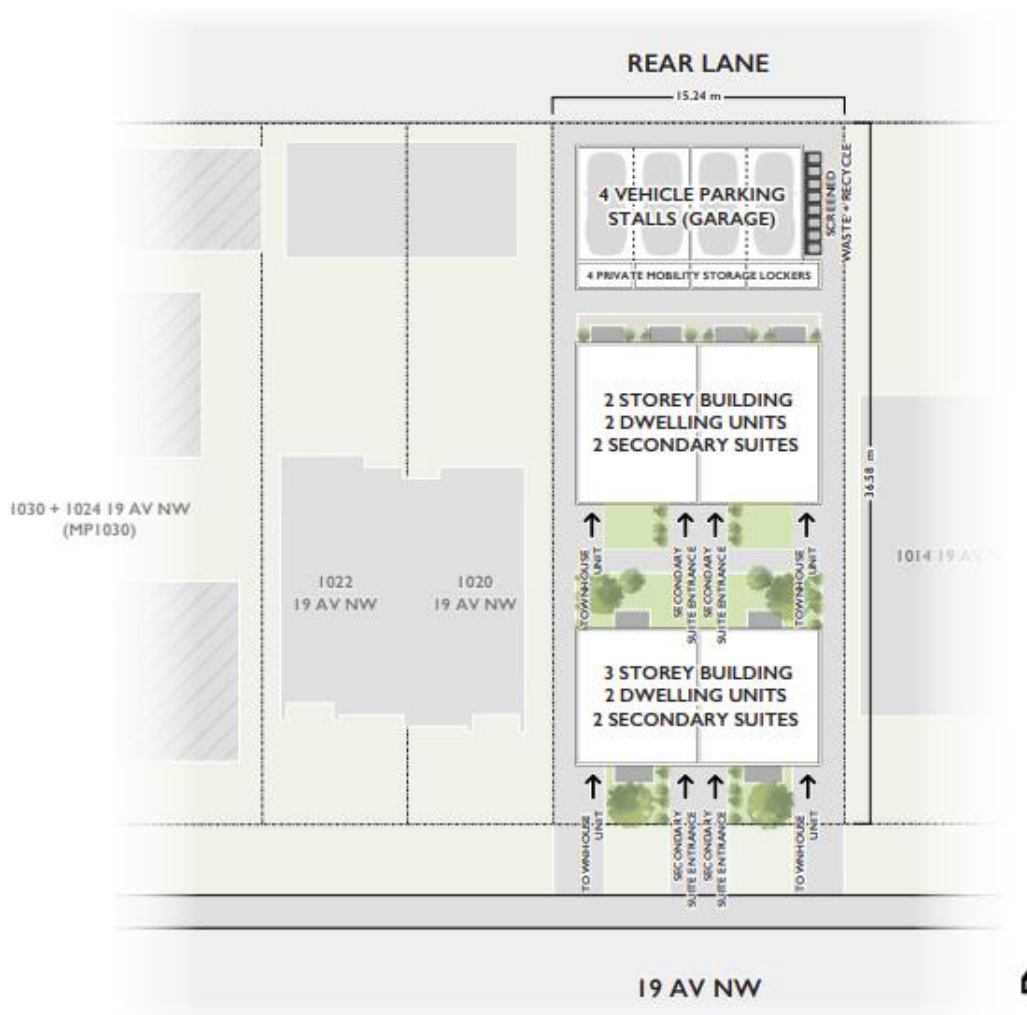 REAR LANE
15.24 m
4 VEHICLE PARKING
STALLS (GARAGE)
SCREENED
WASTE + RECYCLE
4 PRIVATE MOBILITY STORAGE LOCKERS
2 STOREY BUILDING
2 DWELLING UNITS
2 SECONDARY SUITES
36.58 m
1030 + 1024 19 AV NW
(MP1030)
TOWNHOUSE
UNIT
SECONDARY
SUITE ENTRANCE
SECONDARY
SUITE ENTRANCE
TOWNHOUSE
UNIT
1014 19 AV
1022
19 AV NW
1020
19 AV NW
3 STOREY BUILDING
2 DWELLING UNITS
2 SECONDARY SUITES
TOWNHOUSE
UNIT
SECONDARY
SUITE ENTRANCE
SECONDARY
SUITE ENTRANCE
TOWNHOUSE
UNIT
19 AV NW